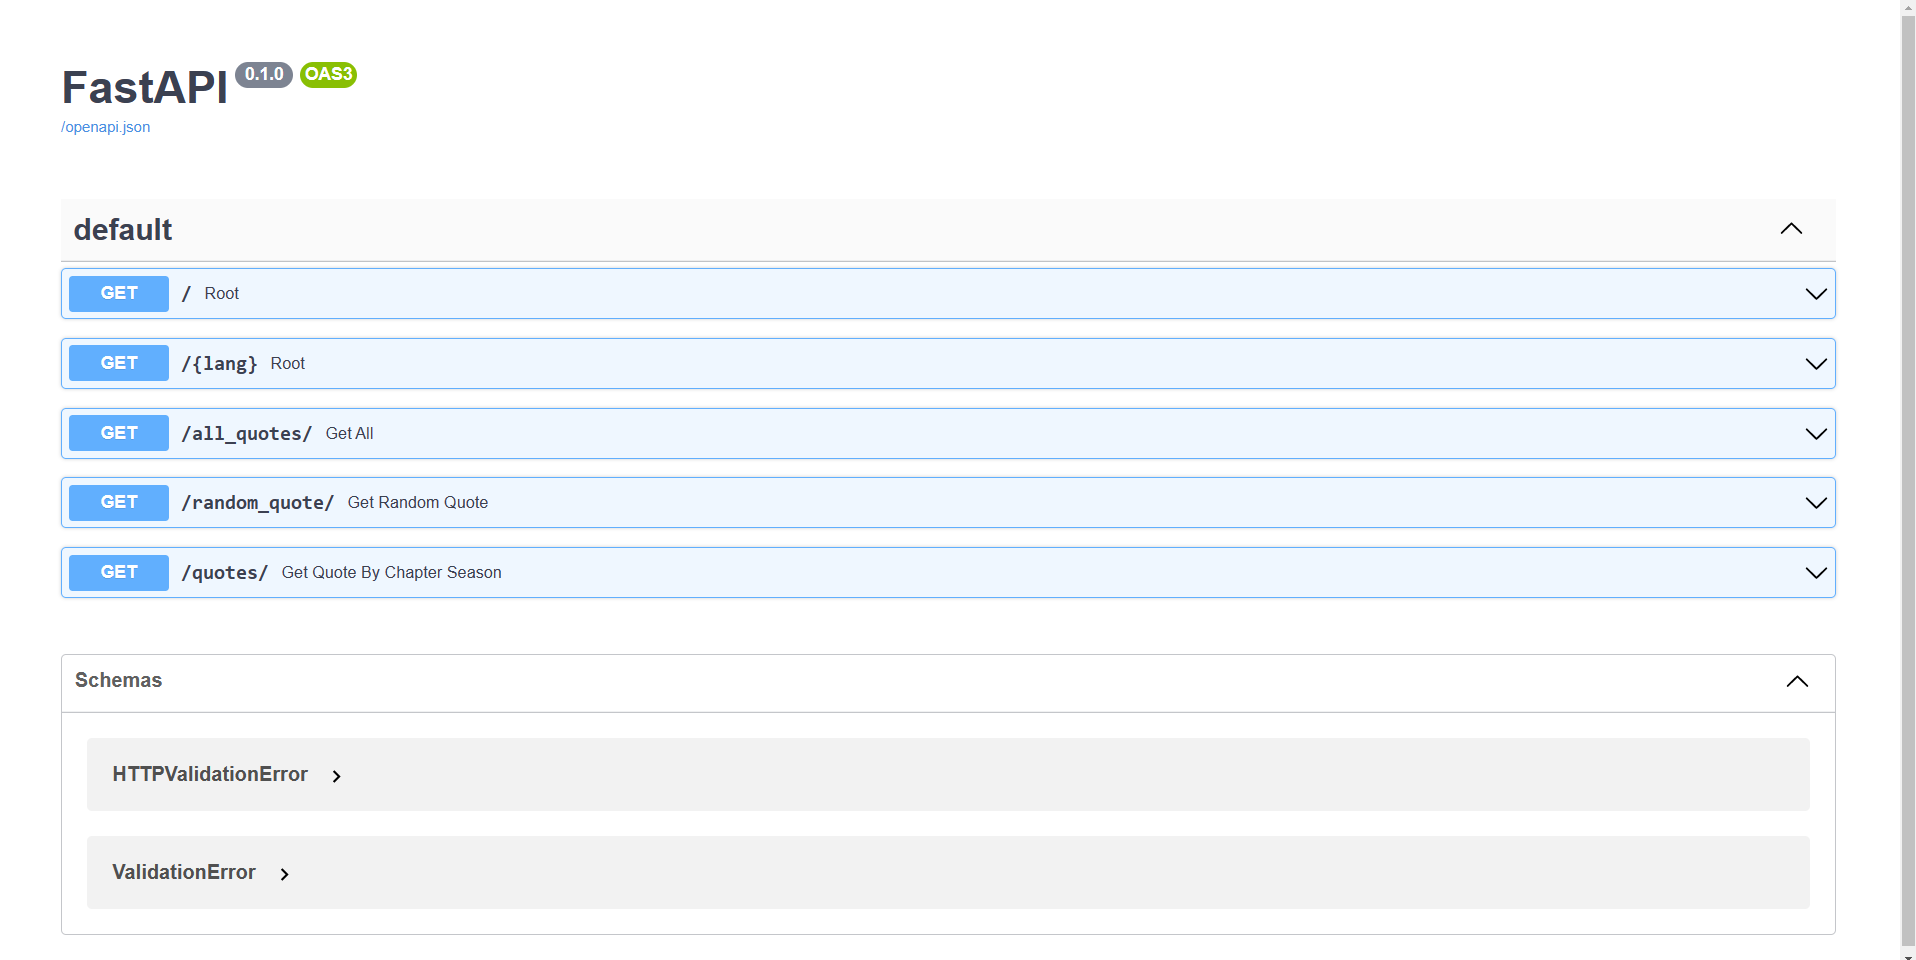 FastAPI 0.1.0 OAS3
/openapi.json
default
GET / Root
GET /{lang} Root
GET /all_quotes/ Get All
GET /random_quote/ Get Random Quote
GET /quotes/ Get Quote By Chapter Season
Schemas
HTTPValidationError
ValidationError